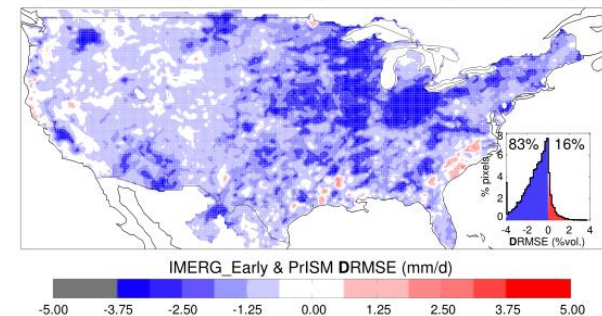 83% 16%
8
6
4
2
0
% pixels
-4 -2 0 2 4
DRMSE (%vol.)
IMERG_Early & PrISM DRMSE (mm/d)
-5.00 -3.75 -2.50 -1.25 0.00 1.25 2.50 3.75 5.00